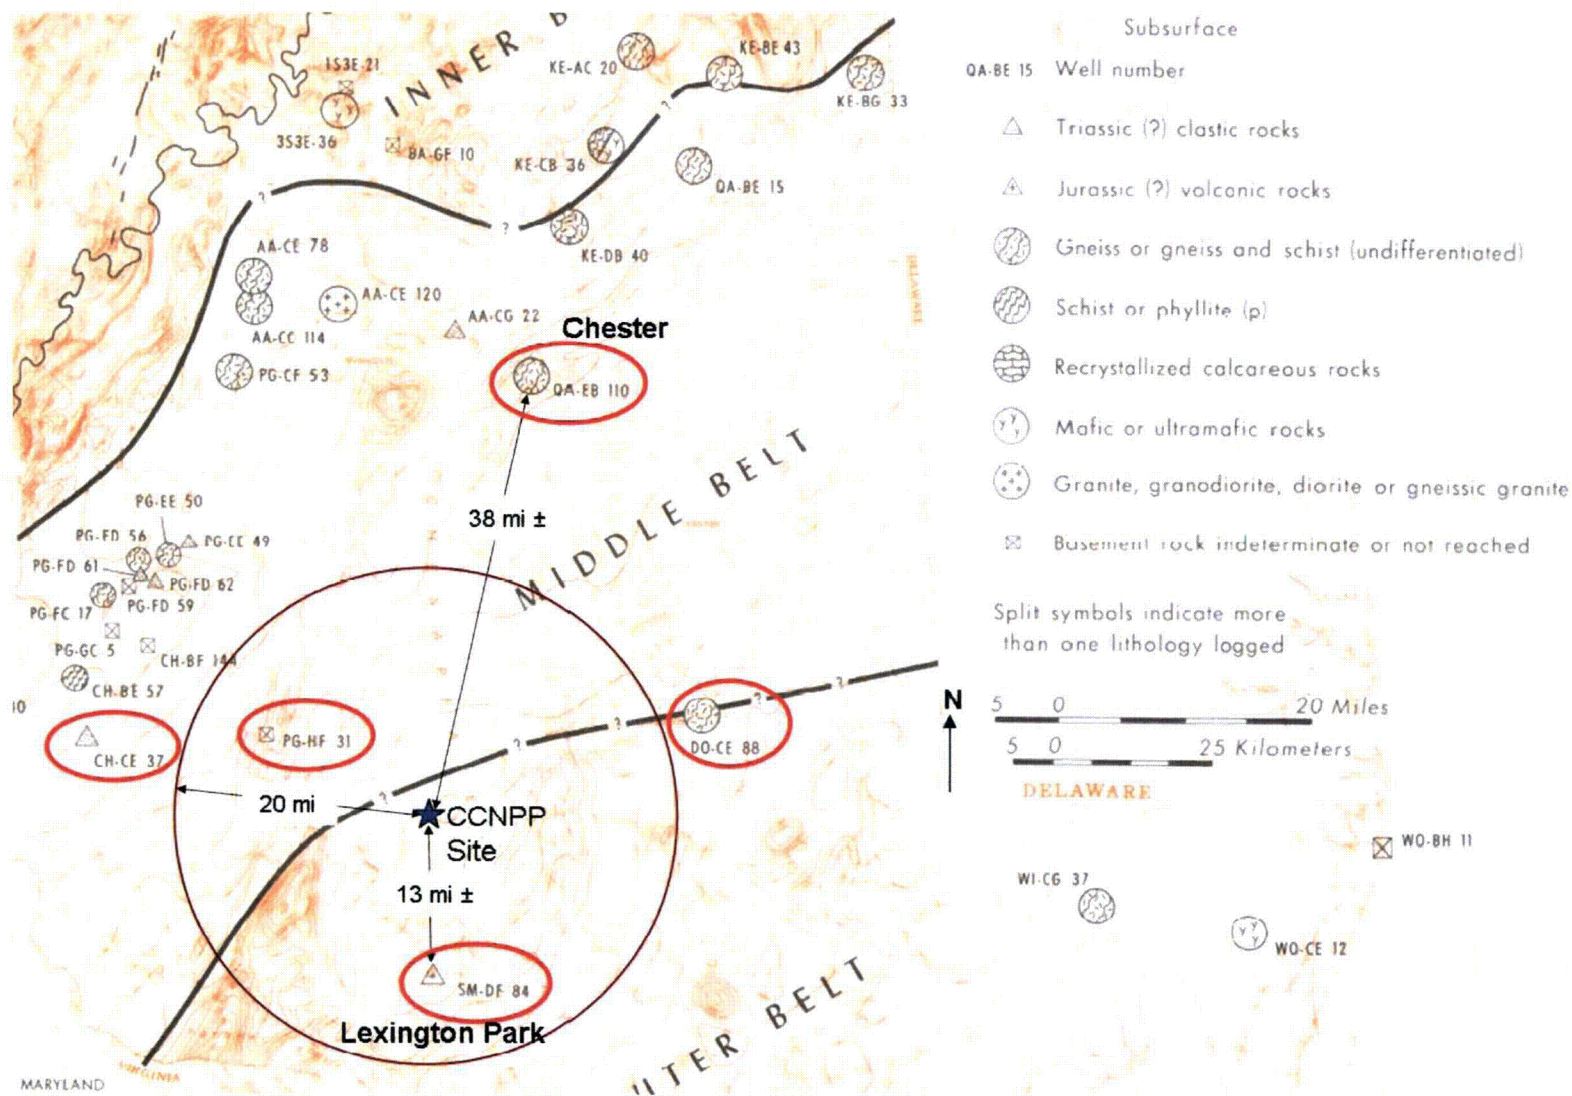 INNER B
1S3E 21
3S3E-36
BA-GF 10
KE-AC 20
KE-BE 43
KE-BG 33
KE-CB 36
QA-BE 15
KE-DB 40
AA-CE 78
AA-CE 120
AA-CC 114
AA-CG 22
PG-CF 53
Chester
QA-EB 110
DELAWARE
38 mi ±
MIDDLE BELT
PG-EE 50
PG-FD 56
PG-CE 49
PG-FD 61
PG-FD 62
PG-FC 17
PG-FD 59
PG-GC 5
CH-BF 144
CH-BE 57
10
CH-CE 37
PG-HF 31
DO-CE 88
20 mi
CCNPP
Site
13 mi ±
SM-DF 84
Lexington Park
UTER BELT
VIRGINIA
MARYLAND
? ? ? ? ? ? ? ?
Subsurface
QA-BE 15 Well number
Triassic (?) clastic rocks
Jurassic (?) volcanic rocks
Gneiss or gneiss and schist (undifferentiated)
Schist or phyllite (p)
Recrystallized calcareous rocks
Mafic or ultramafic rocks
Granite, granodiorite, diorite or gneissic granite
Basement rock indeterminate or not reached
Split symbols indicate more
than one lithology logged
N
5 0 20 Miles
5 0 25 Kilometers
DELAWARE
WO-BH 11
WI-CG 37
WO-CE 12